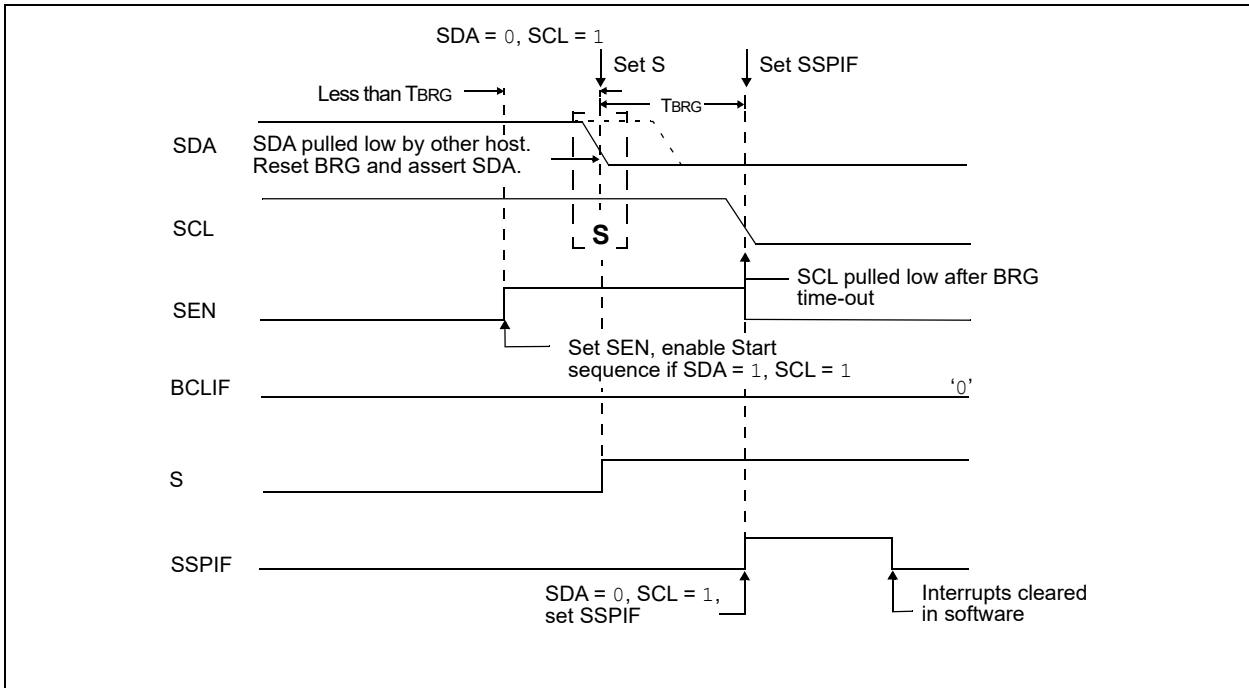 SDA = 0, SCL = 1
Set S
Set SSPIF
Less than TBRG
TBRG
SDA
SDA pulled low by other host.
Reset BRG and assert SDA.
SCL
S
SCL pulled low after BRG
time-out
SEN
Set SEN, enable Start
sequence if SDA = 1, SCL = 1
BCLIF
‘0’
S
SSPIF
SDA = 0, SCL = 1,
set SSPIF
Interrupts cleared
in software